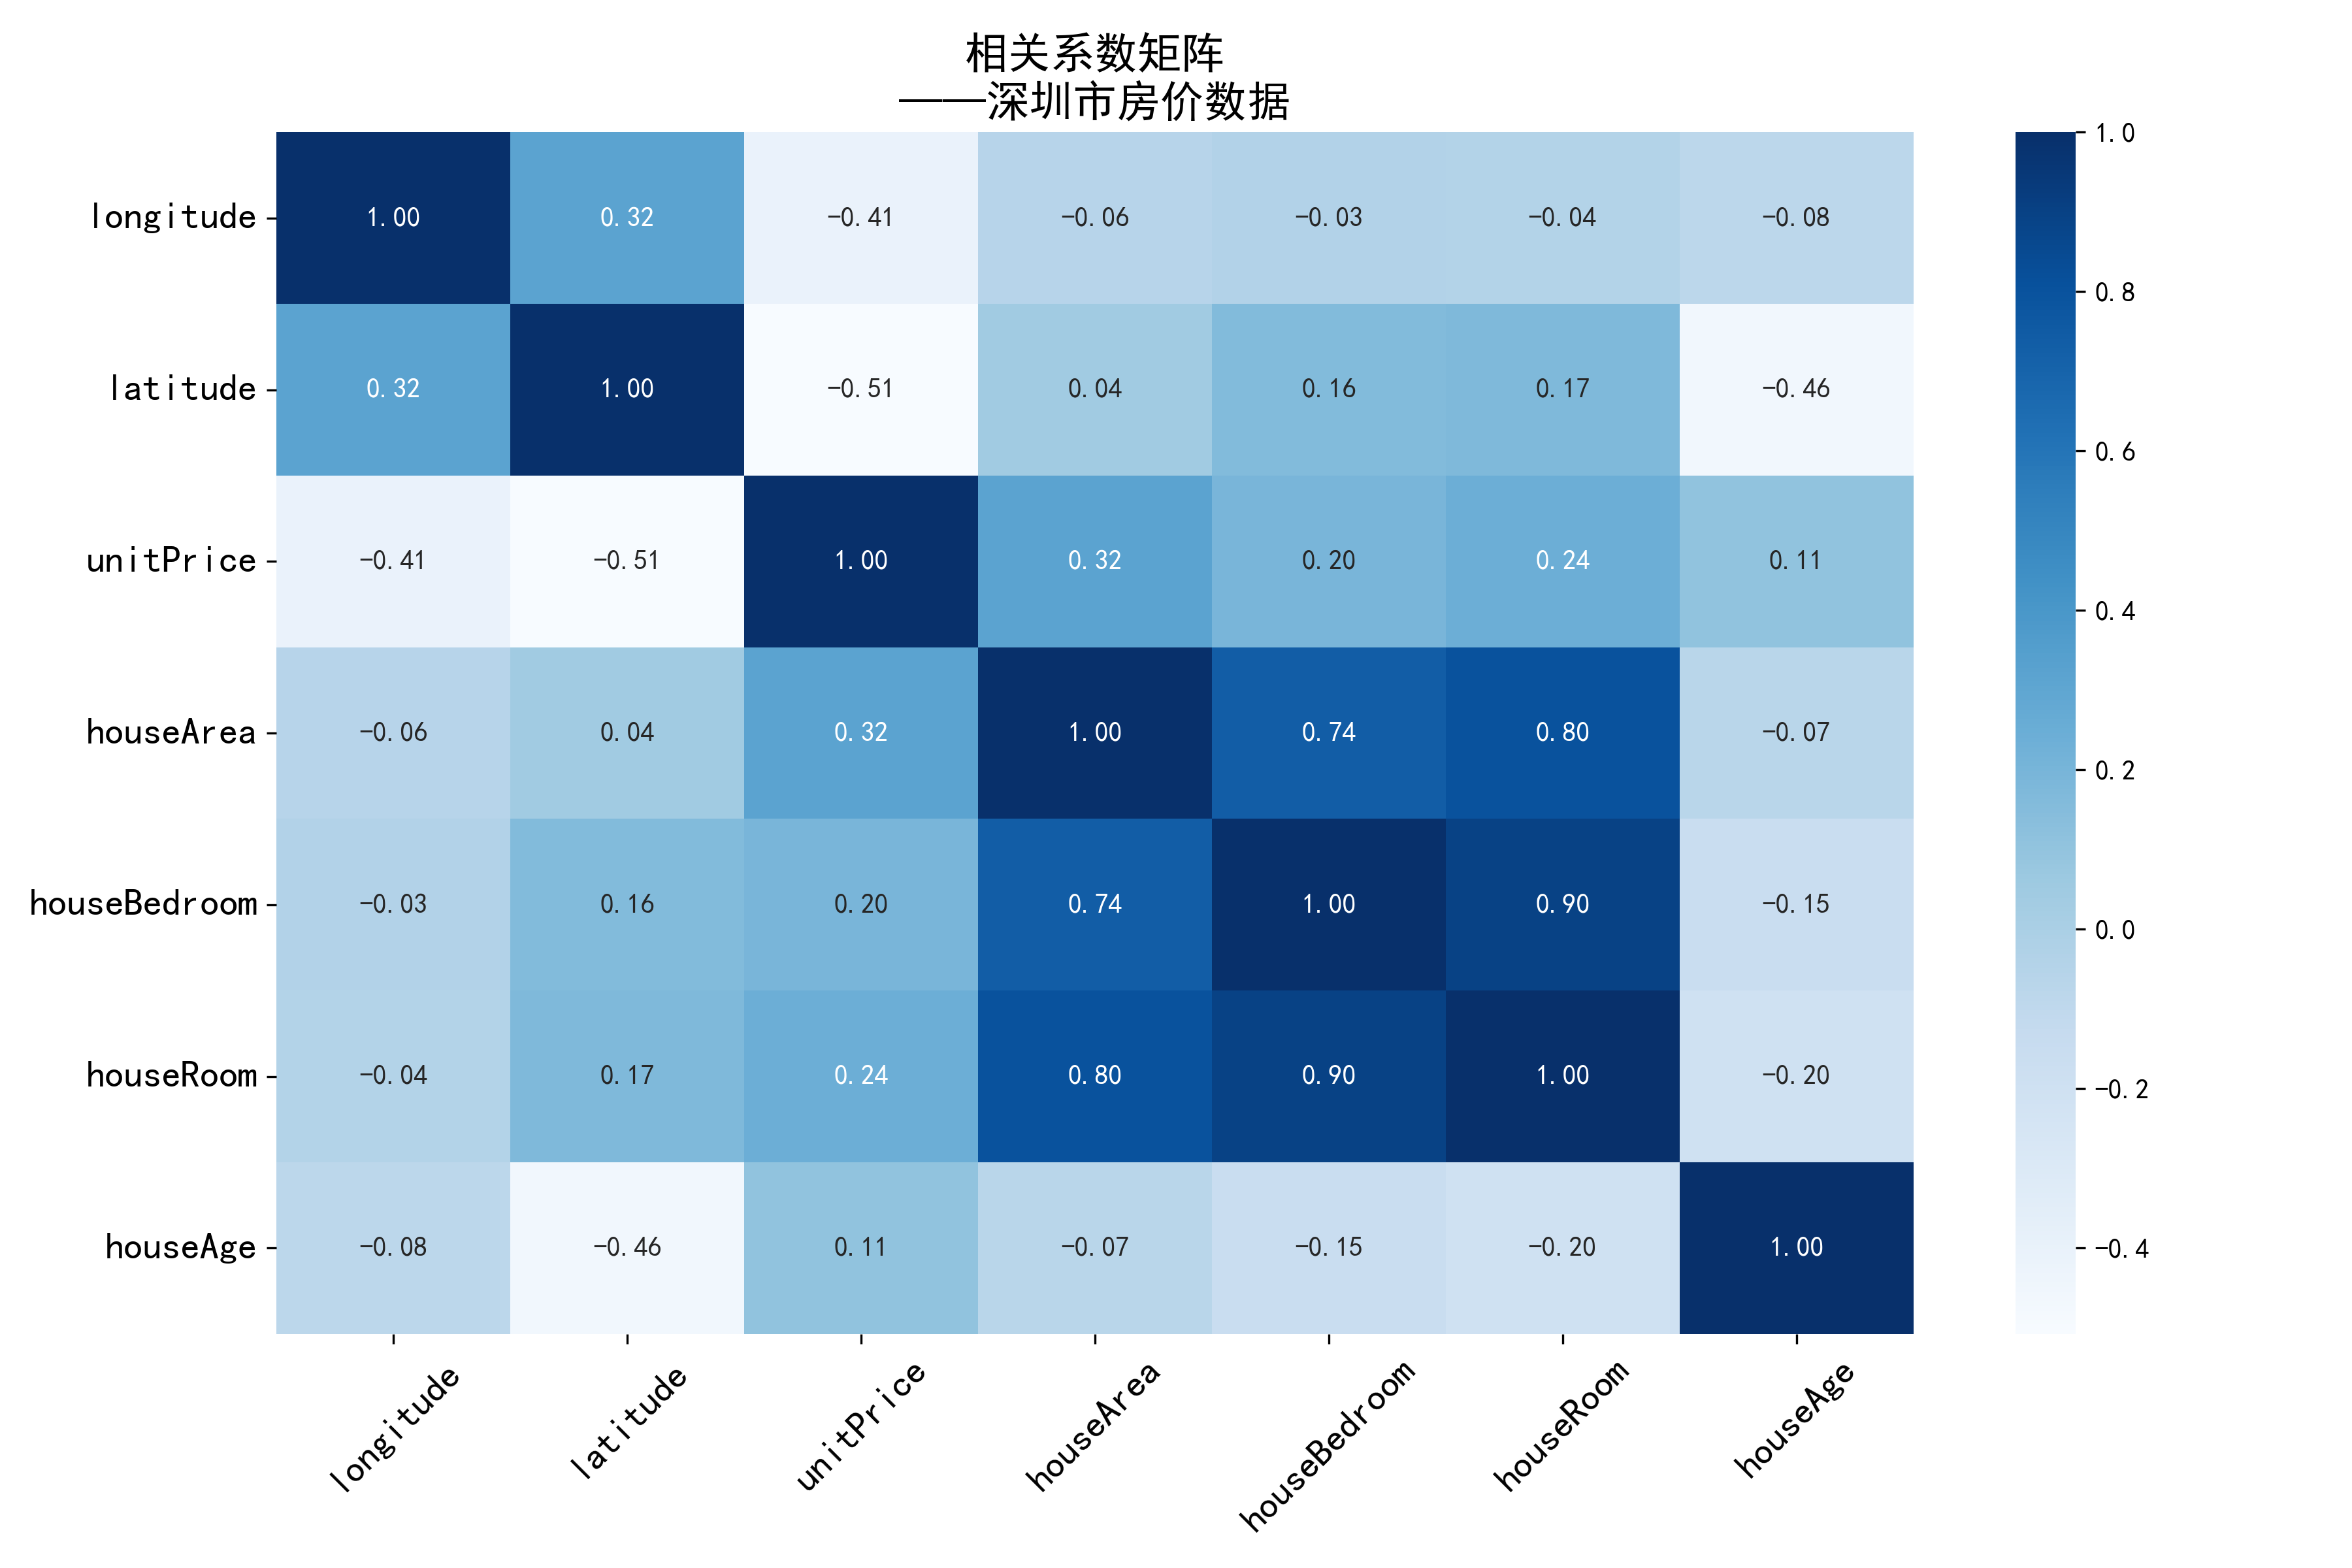 相关系数矩阵
——深圳市房价数据
longitude 1.00 0.32 −0.41 −0.06 −0.03 −0.04 −0.08
latitude 0.32 1.00 −0.51 0.04 0.16 0.17 −0.46
unitPrice −0.41 −0.51 1.00 0.32 0.20 0.24 0.11
houseArea −0.06 0.04 0.32 1.00 0.74 0.80 −0.07
houseBedroom −0.03 0.16 0.20 0.74 1.00 0.90 −0.15
houseRoom −0.04 0.17 0.24 0.80 0.90 1.00 −0.20
houseAge −0.08 −0.46 0.11 −0.07 −0.15 −0.20 1.00
longitude latitude unitPrice houseArea houseBedroom houseRoom houseAge
1.0
0.8
0.6
0.4
0.2
0.0
−0.2
−0.4